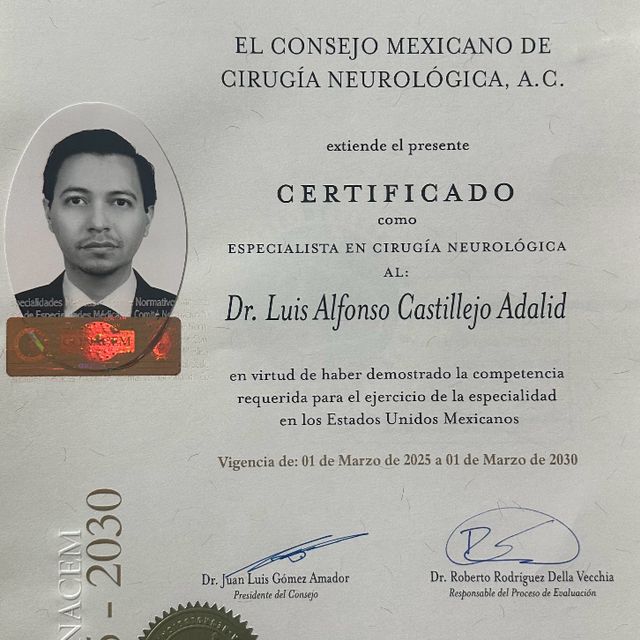 EL CONSEJO MEXICANO DE
CIRUGÍA NEUROLÓGICA, A.C.
extiende el presente
CERTIFICADO
como
ESPECIALISTA EN CIRUGÍA NEUROLÓGICA
AL:
Dr. Luis Alfonso Castillejo Adalid
en virtud de haber demostrado la competencia
requerida para el ejercicio de la especialidad
en los Estados Unidos Mexicanos
Vigencia de: 01 de Marzo de 2025 a 01 de Marzo de 2030
Dr. Juan Luis Gómez Amador
Presidente del Consejo
Dr. Roberto Rodriguez Della Vecchia
Responsable del Proceso de Evaluación
Normativo
- 2030